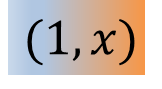 (1, x)